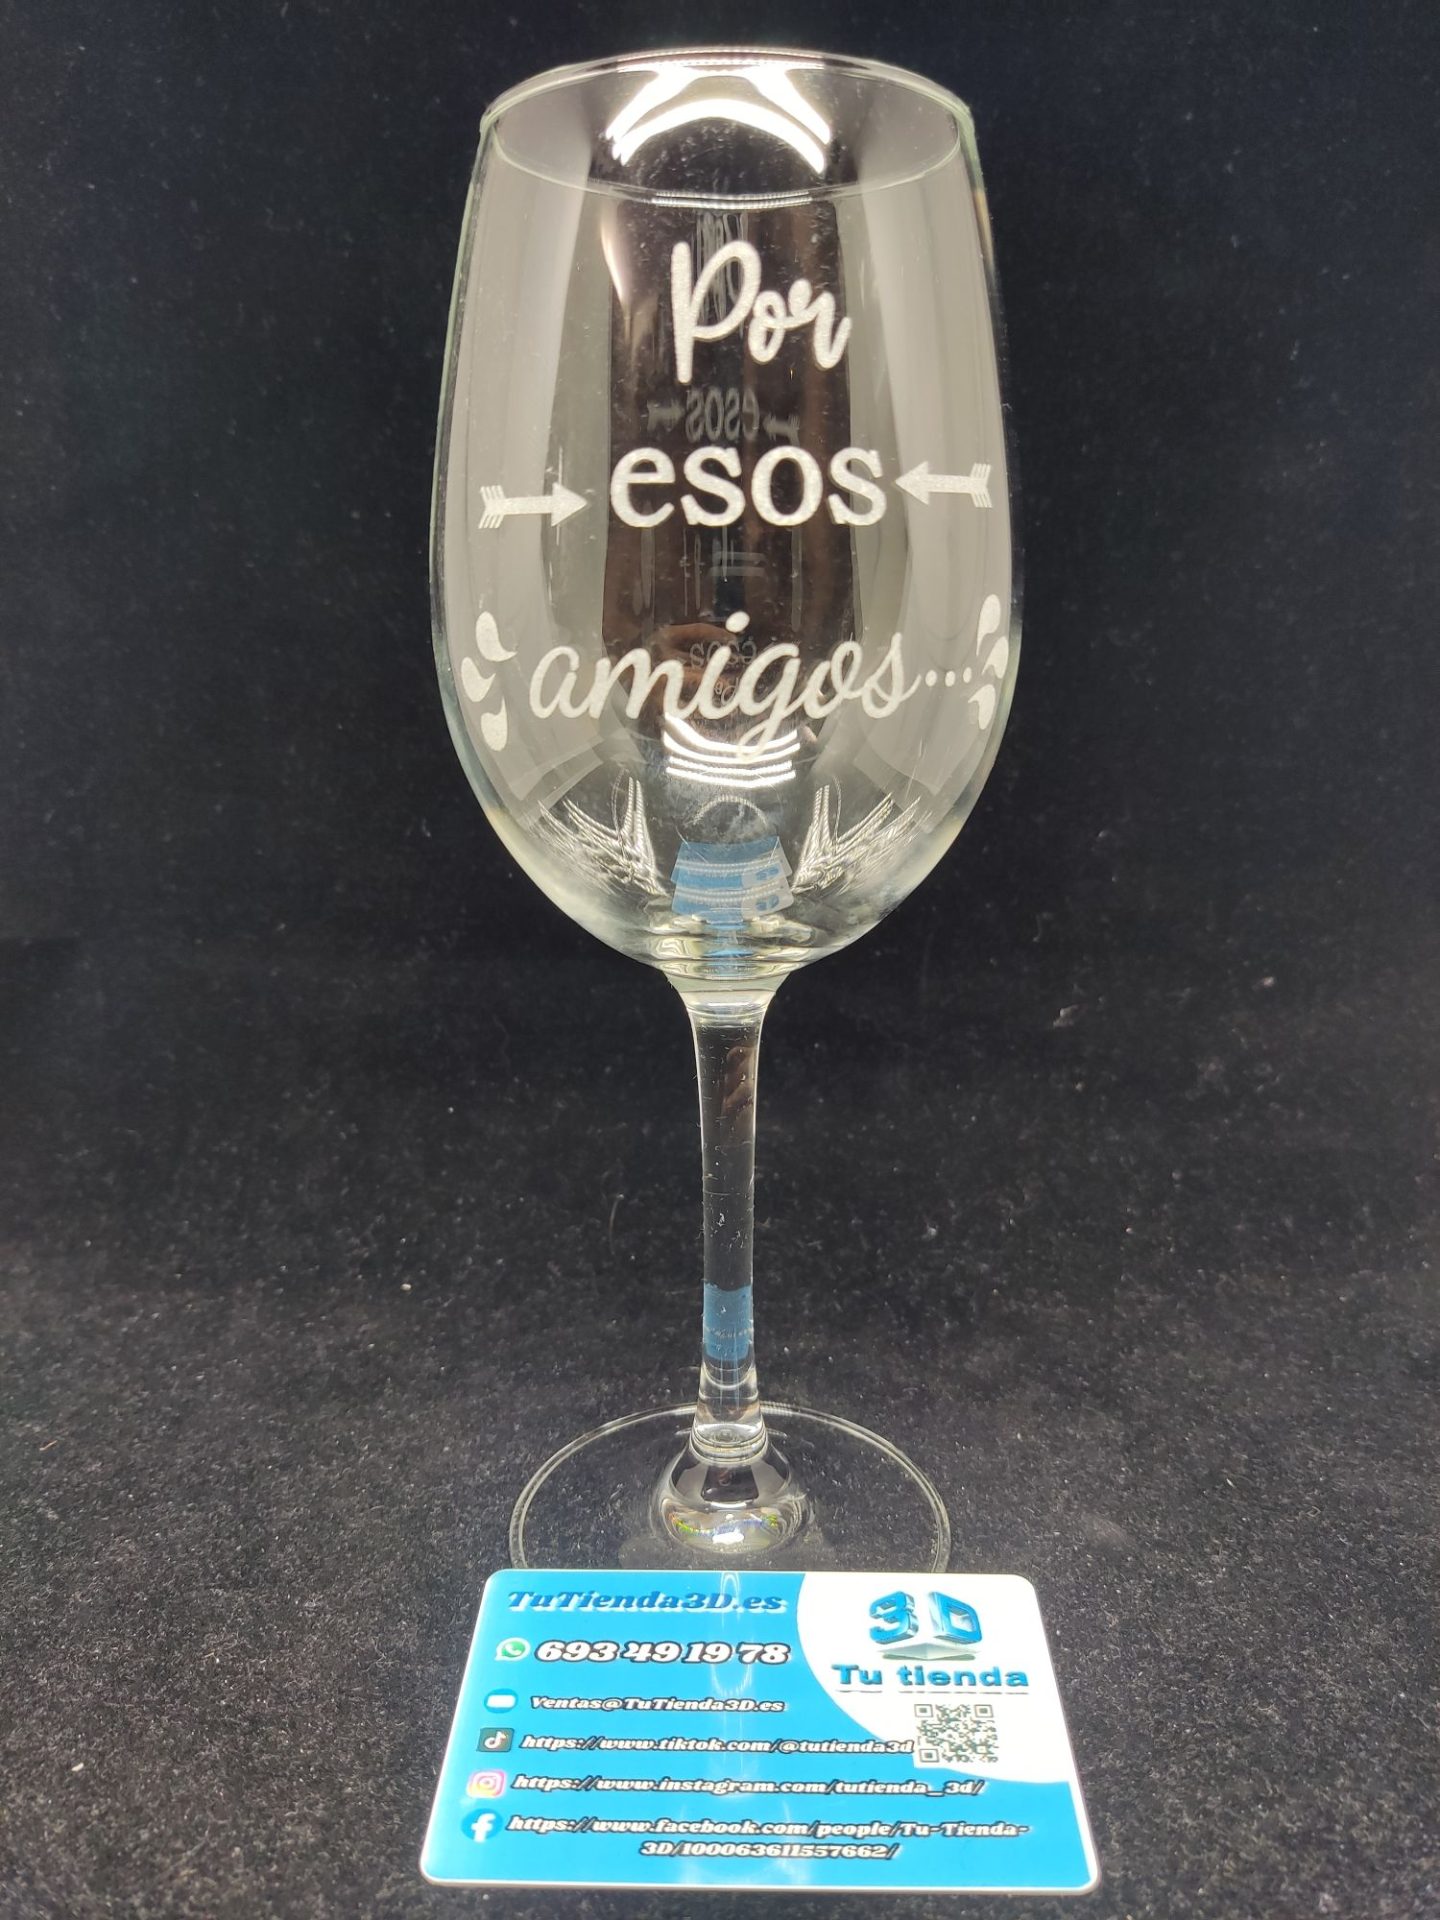 Por
esos
amigos...
TuTienda3D.es
3D
Tu tienda
693 49 19 78
Ventas@TuTienda3D.es
https://www.tiktok.com/@tutienda3d
https://www.instagram.com/tutienda_3d/
https://www.facebook.com/people/Tu-Tienda-
3D/100063611557662/